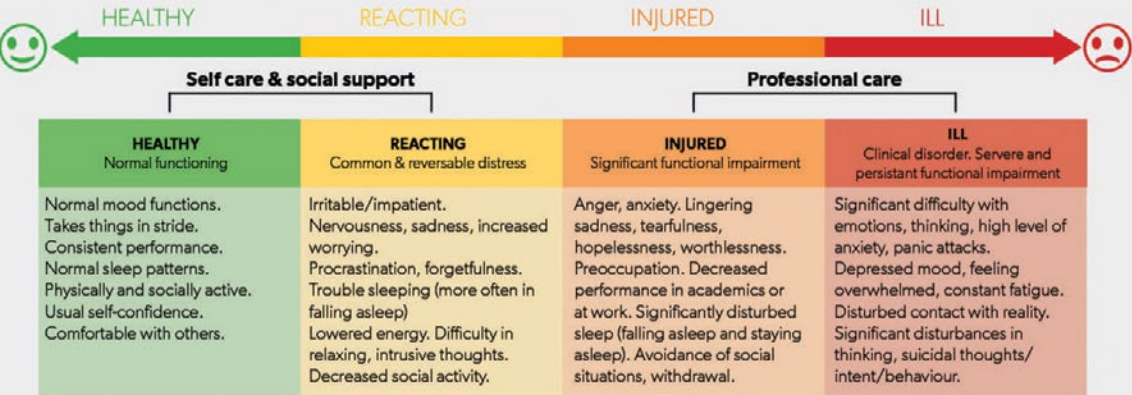 HEALTHY
REACTING
INJURED
ILL
Self care & social support
Professional care
HEALTHY
Normal functioning
Normal mood functions.
Takes things in stride.
Consistent performance.
Normal sleep patterns.
Physically and socially active.
Usual self-confidence.
Comfortable with others.
REACTING
Common & reversable distress
Irritable/impatient.
Nervousness, sadness, increased
worrying.
Procrastination, forgetfulness.
Trouble sleeping (more often in
falling asleep)
Lowered energy. Difficulty in
relaxing, intrusive thoughts.
Decreased social activity.
INJURED
Significant functional impairment
Anger, anxiety. Lingering
sadness, tearfulness,
hopelessness, worthlessness.
Preoccupation. Decreased
performance in academics or
at work. Significantly disturbed
sleep (falling asleep and staying
asleep). Avoidance of social
situations, withdrawal.
ILL
Clinical disorder. Servere and
persistant functional impairment
Significant difficulty with
emotions, thinking, high level of
anxiety, panic attacks.
Depressed mood, feeling
overwhelmed, constant fatigue.
Disturbed contact with reality.
Significant disturbances in
thinking, suicidal thoughts/
intent/behaviour.